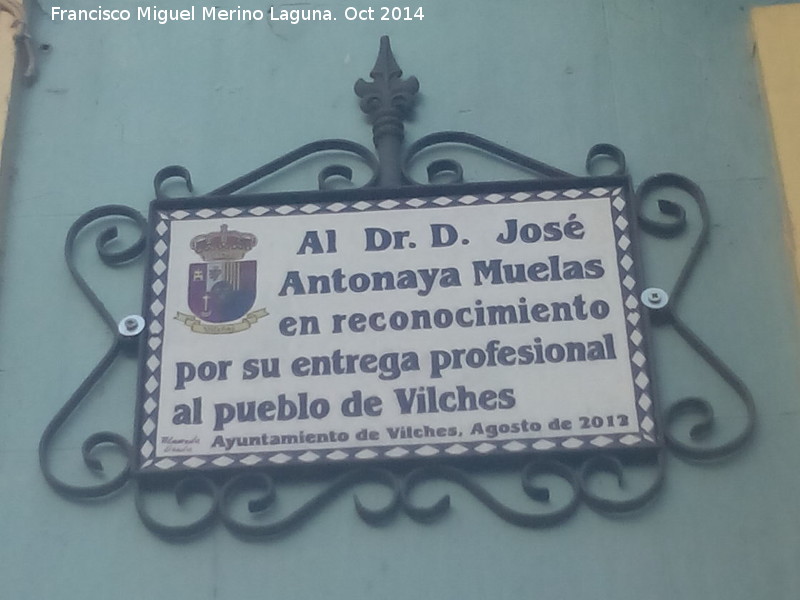 Francisco Miguel Merino Laguna. Oct 2014
Al Dr. D. José
Antonaya Muelas
en reconocimiento
por su entrega profesional
al pueblo de Vilches
Ayuntamiento de Vilches, Agosto de 2012